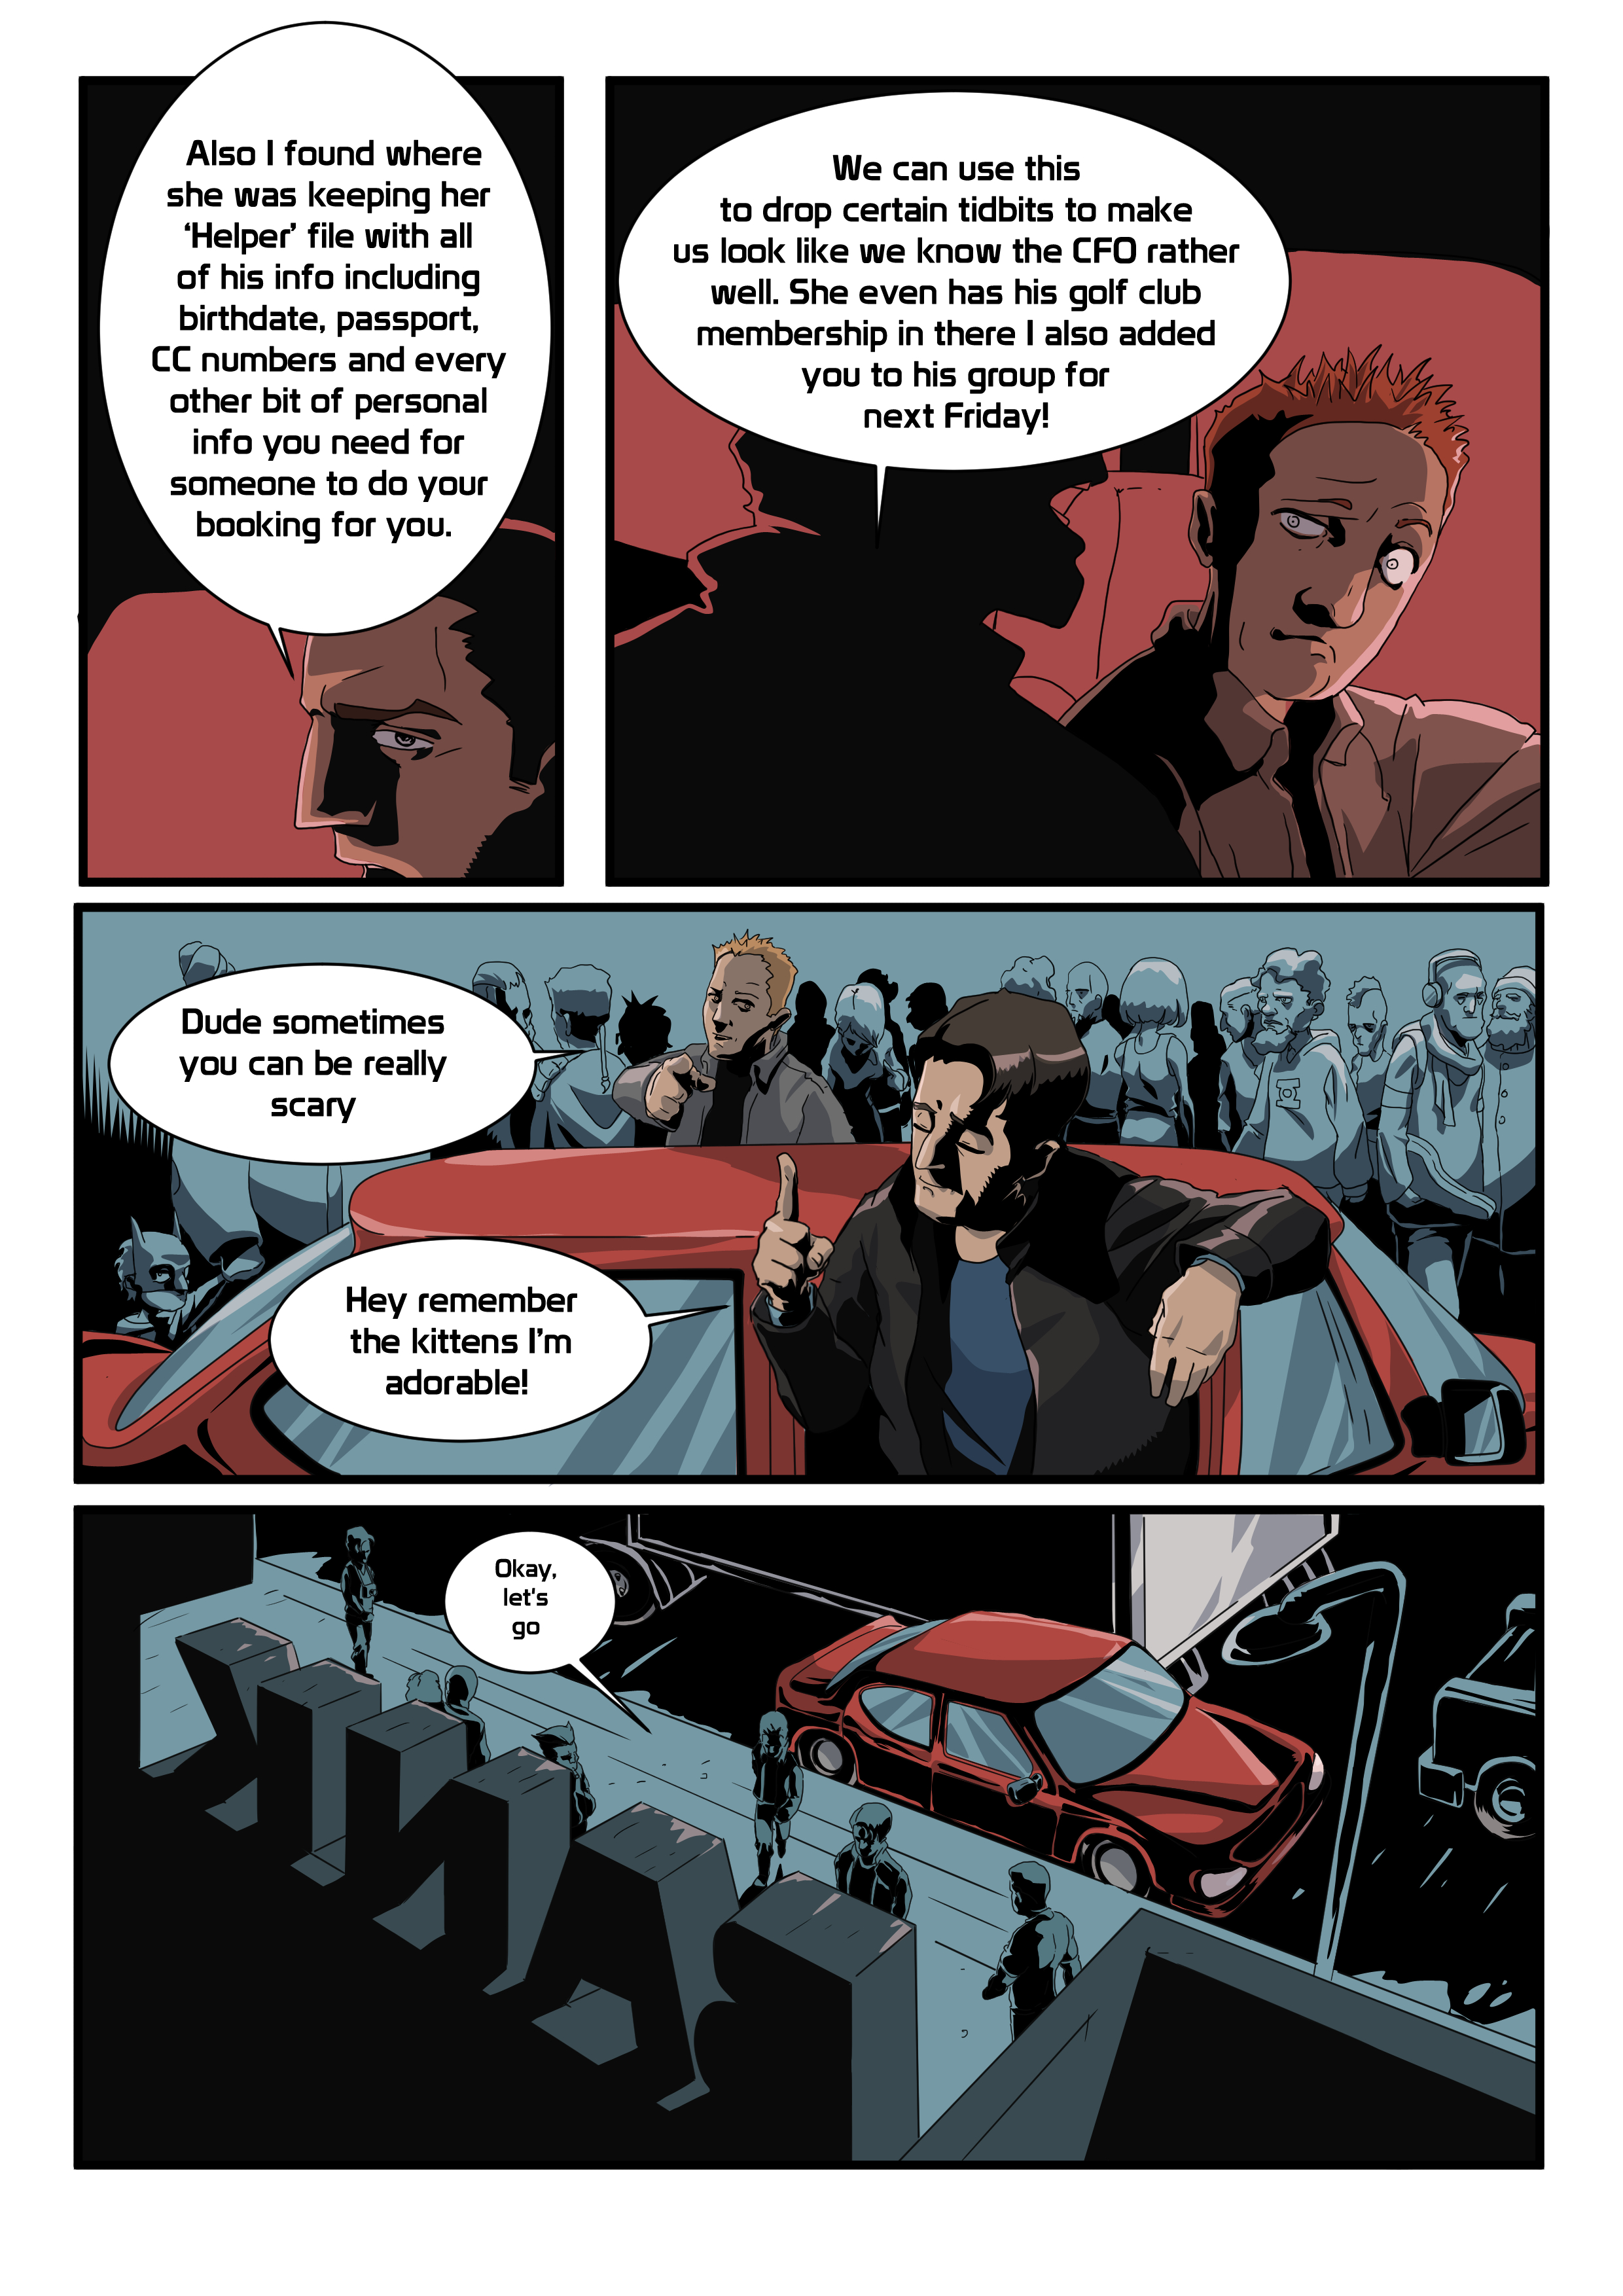 Also I found where
she was keeping her
‘Helper’ file with all
of his info including
birthdate, passport,
CC numbers and every
other bit of personal
info you need for
someone to do your
booking for you.
We can use this
to drop certain tidbits to make
us look like we know the CFO rather
well. She even has his golf club
membership in there I also added
you to his group for
next Friday!
Dude sometimes
you can be really
scary
Hey remember
the kittens I’m
adorable!
Okay,
let's
go